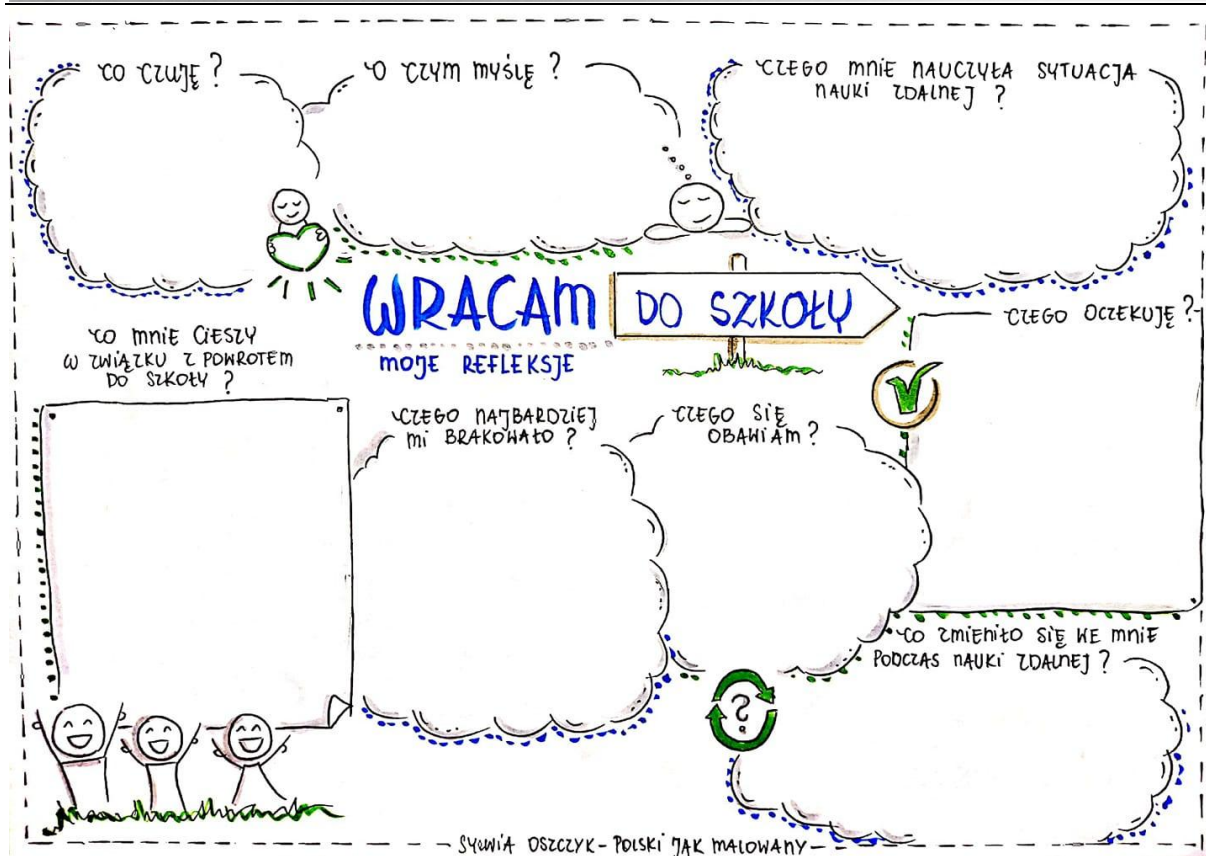 CO CZUJĘ?
O CZYM MYŚLĘ?
CZEGO MNIE NAUCZYŁA SYTUACJA
NAUKI ZDALNEJ?
WRACAM DO SZKOŁY
MOJE REFLEKSJE
CO MNIE CIESZY
W ZWIĄZKU Z POWROTEM
DO SZKOŁY?
CZEGO NAJBARDZIEJ
MI BRAKOWAŁO?
CZEGO SIĘ
OBAWIAM?
CZEGO OCZEKUJĘ?
CO ZMIENIŁO SIĘ WE MNIE
PODCZAS NAUKI ZDALNEJ?
?
SYLWIA OSZCZYK - POLSKI JAK MALOWANY